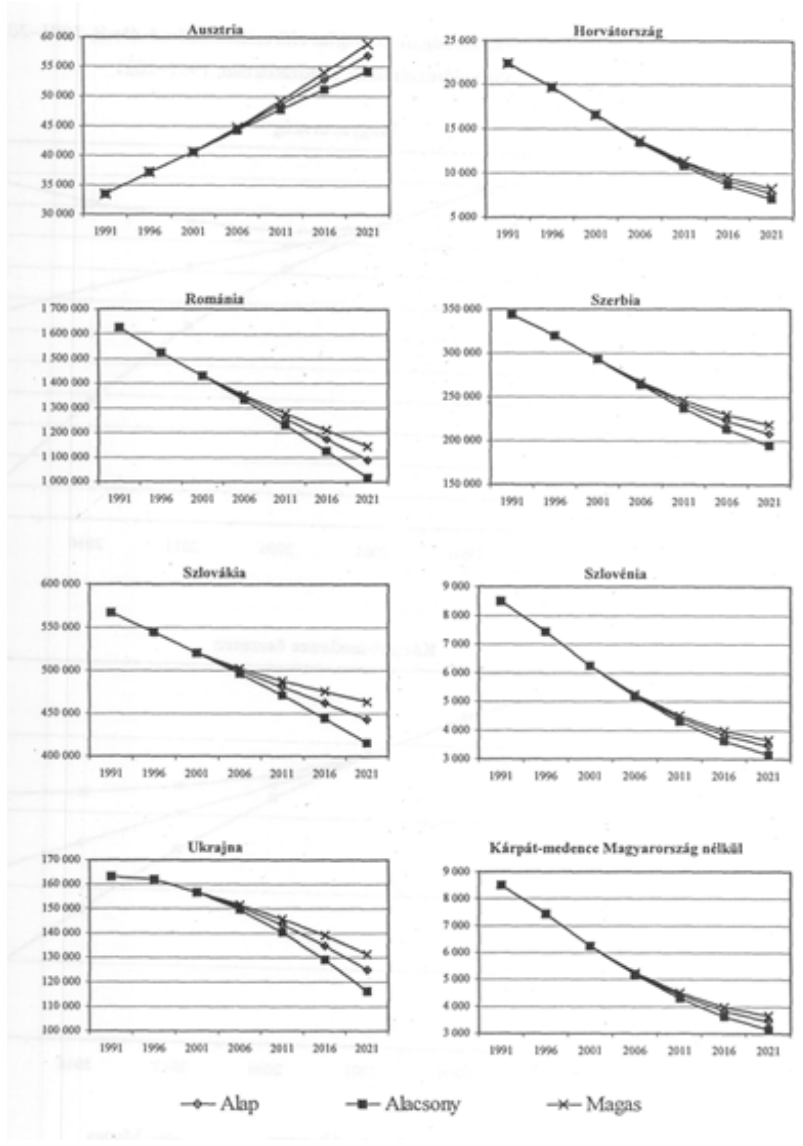 Ausztria
60 000
55 000
50 000
45 000
40 000
35 000
30 000
1991 1996 2001 2006 2011 2016 2021
Horvátország
25 000
20 000
15 000
10 000
5 000
1991 1996 2001 2006 2011 2016 2021
Románia
1 700 000
1 600 000
1 500 000
1 400 000
1 300 000
1 200 000
1 100 000
1 000 000
1991 1996 2001 2006 2011 2016 2021
Szerbia
350 000
300 000
250 000
200 000
150 000
1991 1996 2001 2006 2011 2016 2021
Szlovákia
600 000
550 000
500 000
450 000
400 000
1991 1996 2001 2006 2011 2016 2021
Szlovénia
9 000
8 000
7 000
6 000
5 000
4 000
3 000
1991 1996 2001 2006 2011 2016 2021
Ukrajna
170 000
160 000
150 000
140 000
130 000
120 000
110 000
100 000
1991 1996 2001 2006 2011 2016 2021
Kárpát-medence Magyarország nélkül
9 000
8 000
7 000
6 000
5 000
4 000
3 000
1991 1996 2001 2006 2011 2016 2021
Alap Alacsony Magas